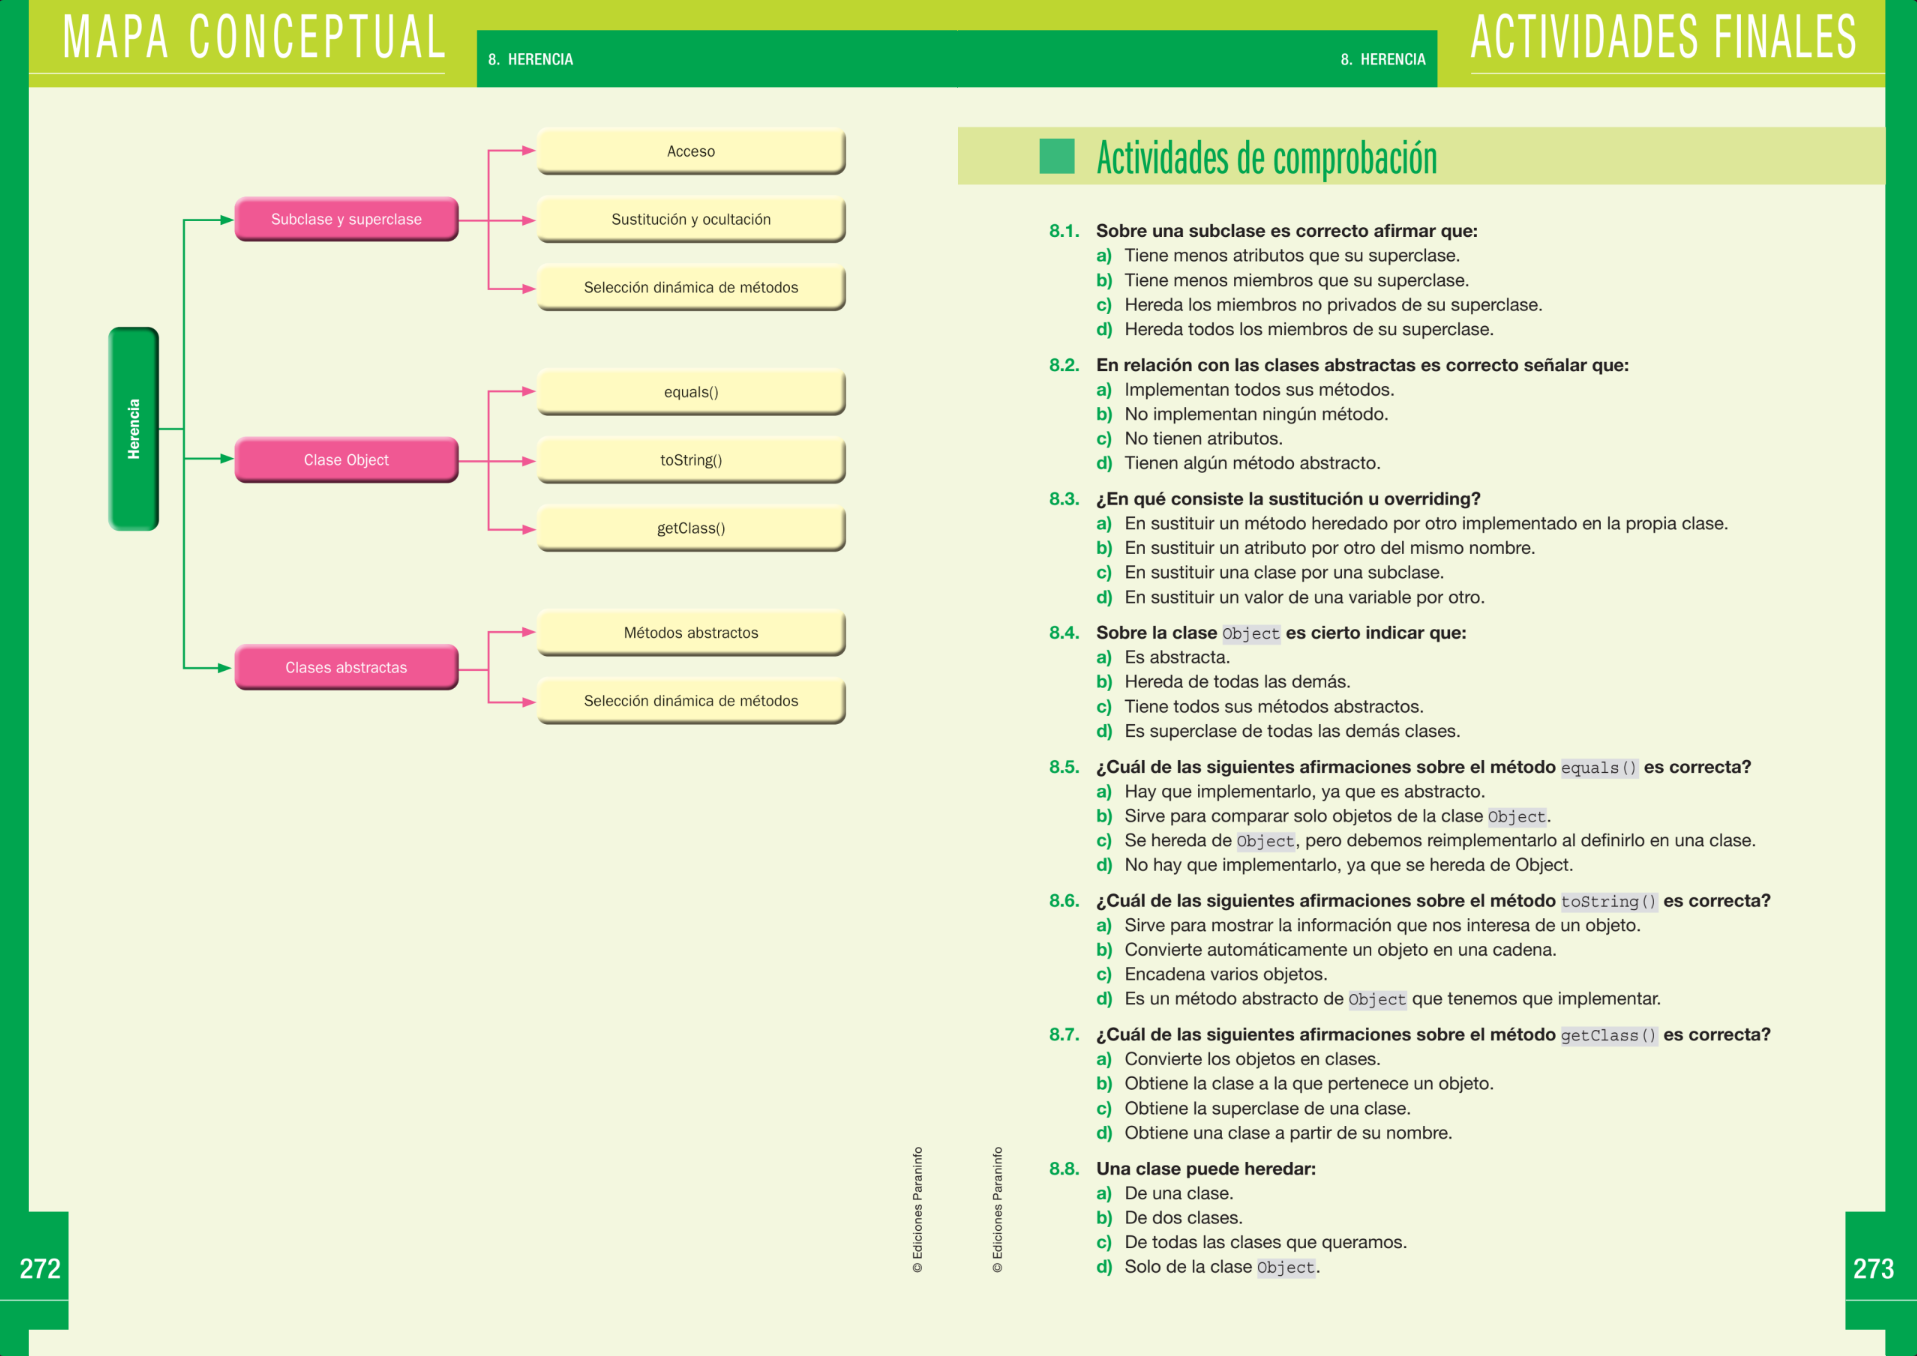 MAPA CONCEPTUAL
8. HERENCIA
Herencia
Subclase y superclase
Acceso
Sustitución y ocultación
Selección dinámica de métodos
Clase Object
equals()
toString()
getClass()
Clases abstractas
Métodos abstractos
Selección dinámica de métodos
© Ediciones Paraninfo
272
8. HERENCIA
ACTIVIDADES FINALES
Actividades de comprobación
8.1. Sobre una subclase es correcto afirmar que:
a) Tiene menos atributos que su superclase.
b) Tiene menos miembros que su superclase.
c) Hereda los miembros no privados de su superclase.
d) Hereda todos los miembros de su superclase.
8.2. En relación con las clases abstractas es correcto señalar que:
a) Implementan todos sus métodos.
b) No implementan ningún método.
c) No tienen atributos.
d) Tienen algún método abstracto.
8.3. ¿En qué consiste la sustitución u overriding?
a) En sustituir un método heredado por otro implementado en la propia clase.
b) En sustituir un atributo por otro del mismo nombre.
c) En sustituir una clase por una subclase.
d) En sustituir un valor de una variable por otro.
8.4. Sobre la clase Object es cierto indicar que:
a) Es abstracta.
b) Hereda de todas las demás.
c) Tiene todos sus métodos abstractos.
d) Es superclase de todas las demás clases.
8.5. ¿Cuál de las siguientes afirmaciones sobre el método equals() es correcta?
a) Hay que implementarlo, ya que es abstracto.
b) Sirve para comparar solo objetos de la clase Object.
c) Se hereda de Object, pero debemos reimplementarlo al definirlo en una clase.
d) No hay que implementarlo, ya que se hereda de Object.
8.6. ¿Cuál de las siguientes afirmaciones sobre el método toString() es correcta?
a) Sirve para mostrar la información que nos interesa de un objeto.
b) Convierte automáticamente un objeto en una cadena.
c) Encadena varios objetos.
d) Es un método abstracto de Object que tenemos que implementar.
8.7. ¿Cuál de las siguientes afirmaciones sobre el método getClass() es correcta?
a) Convierte los objetos en clases.
b) Obtiene la clase a la que pertenece un objeto.
c) Obtiene la superclase de una clase.
d) Obtiene una clase a partir de su nombre.
8.8. Una clase puede heredar:
a) De una clase.
b) De dos clases.
c) De todas las clases que queramos.
d) Solo de la clase Object.
© Ediciones Paraninfo
273